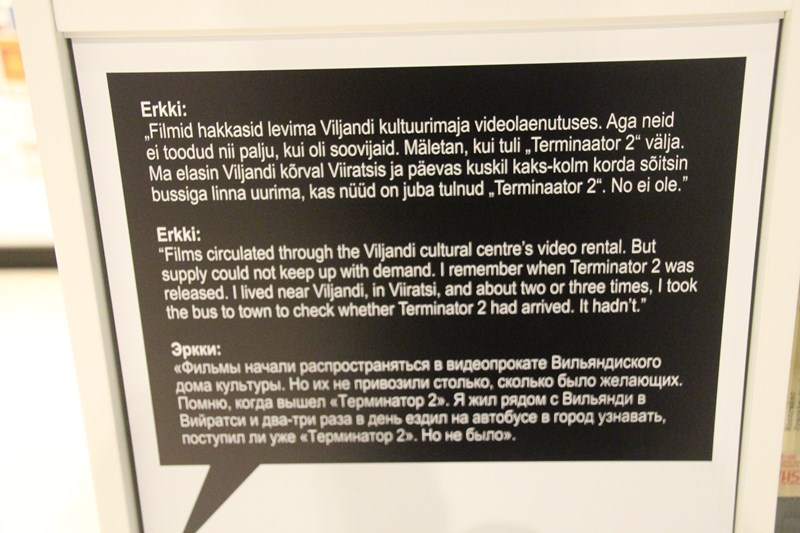 Erkki:
„Filmid hakkasid levima Viljandi kultuurimaja videolaenutuses. Aga neid
ei toodud nii palju, kui oli soovijaid. Mäletan, kui tuli „Terminaator 2“ välja.
Ma elasin Viljandi kõrval Viiratsis ja päevas kuskil kaks-kolm korda sõitsin
bussiga linna uurima, kas nüüd on juba tulnud „Terminaator 2“. No ei ole.”
Erkki:
“Films circulated through the Viljandi cultural centre’s video rental. But
supply could not keep up with demand. I remember when Terminator 2 was
released. I lived near Viljandi, in Viiratsi, and about two or three times, I took
the bus to town to check whether Terminator 2 had arrived. It hadn’t.”
Эркки:
«Фильмы начали распространяться в видеопрокате Вильяндиского
дома культуры. Но их не привозили столько, сколько было желающих.
Помню, когда вышел «Терминатор 2». Я жил рядом с Вильянди в
Вийратси и два-три раза в день ездил на автобусе в город узнавать,
поступил ли уже «Терминатор 2». Но не было».